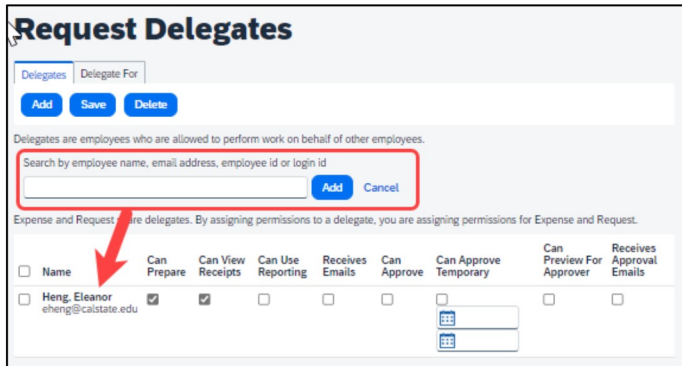 Request Delegates
Delegates Delegate For
Add Save Delete
Delegates are employees who are allowed to perform work on behalf of other employees.
Search by employee name, email address, employee id or login id
Add Cancel
Expense and Request share delegates. By assigning permissions to a delegate, you are assigning permissions for Expense and Request.
Name Can Prepare Can View Receipts Can Use Reporting Receives Emails Can Approve Can Approve Temporary Can Preview For Approver Receives Approval Emails
Heng, Eleanor
eheng@calstate.edu